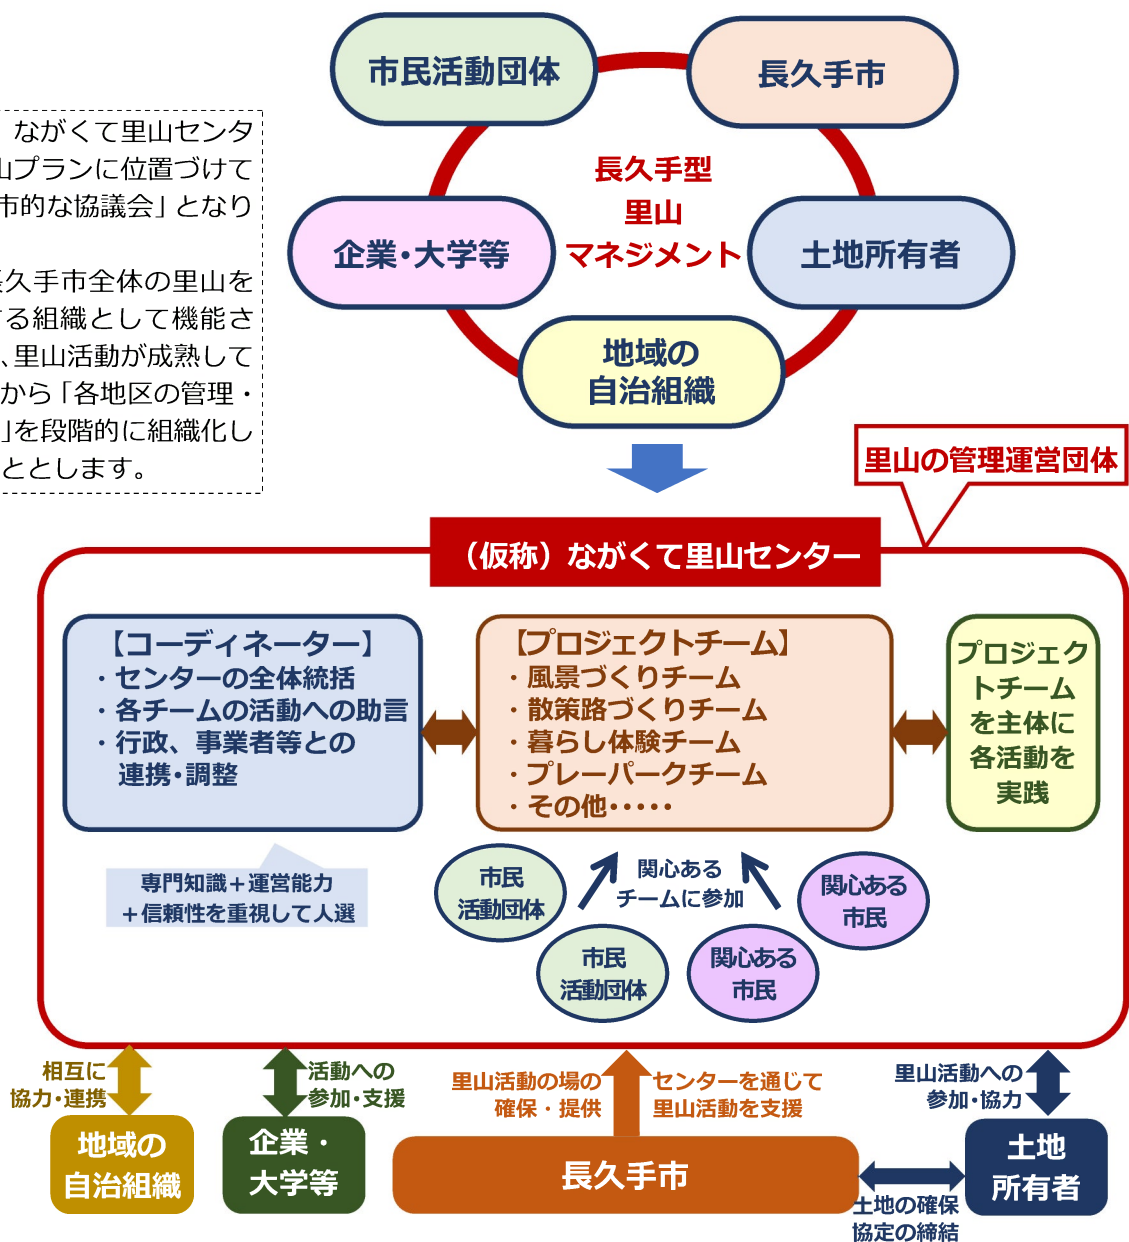 市民活動団体
長久手市
長久手型
里山
マネジメント
企業・大学等
土地所有者
地域の
自治組織
ながくて里山センタ
山プランに位置づけて
市的な協議会」となり
長久手市全体の里山を
する組織として機能さ
、里山活動が成熟して
から「各地区の管理・
」を段階的に組織化し
ととします。
里山の管理運営団体
（仮称）ながくて里山センター
【コーディネーター】
・センターの全体統括
・各チームの活動への助言
・行政、事業者等との
連携・調整
【プロジェクトチーム】
・風景づくりチーム
・散策路づくりチーム
・暮らし体験チーム
・プレーパークチーム
・その他・・・・・
プロジェク
トチーム
を主体に
各活動を
実践
専門知識＋運営能力
＋信頼性を重視して人選
市民
活動団体
関心ある
チームに参加
関心ある
市民
市民
活動団体
関心ある
市民
相互に
協力・連携
活動への
参加・支援
里山活動の場の
確保・提供
センターを通じて
里山活動を支援
里山活動への
参加・協力
地域の
自治組織
企業・
大学等
長久手市
土地
所有者
土地の確保
協定の締結